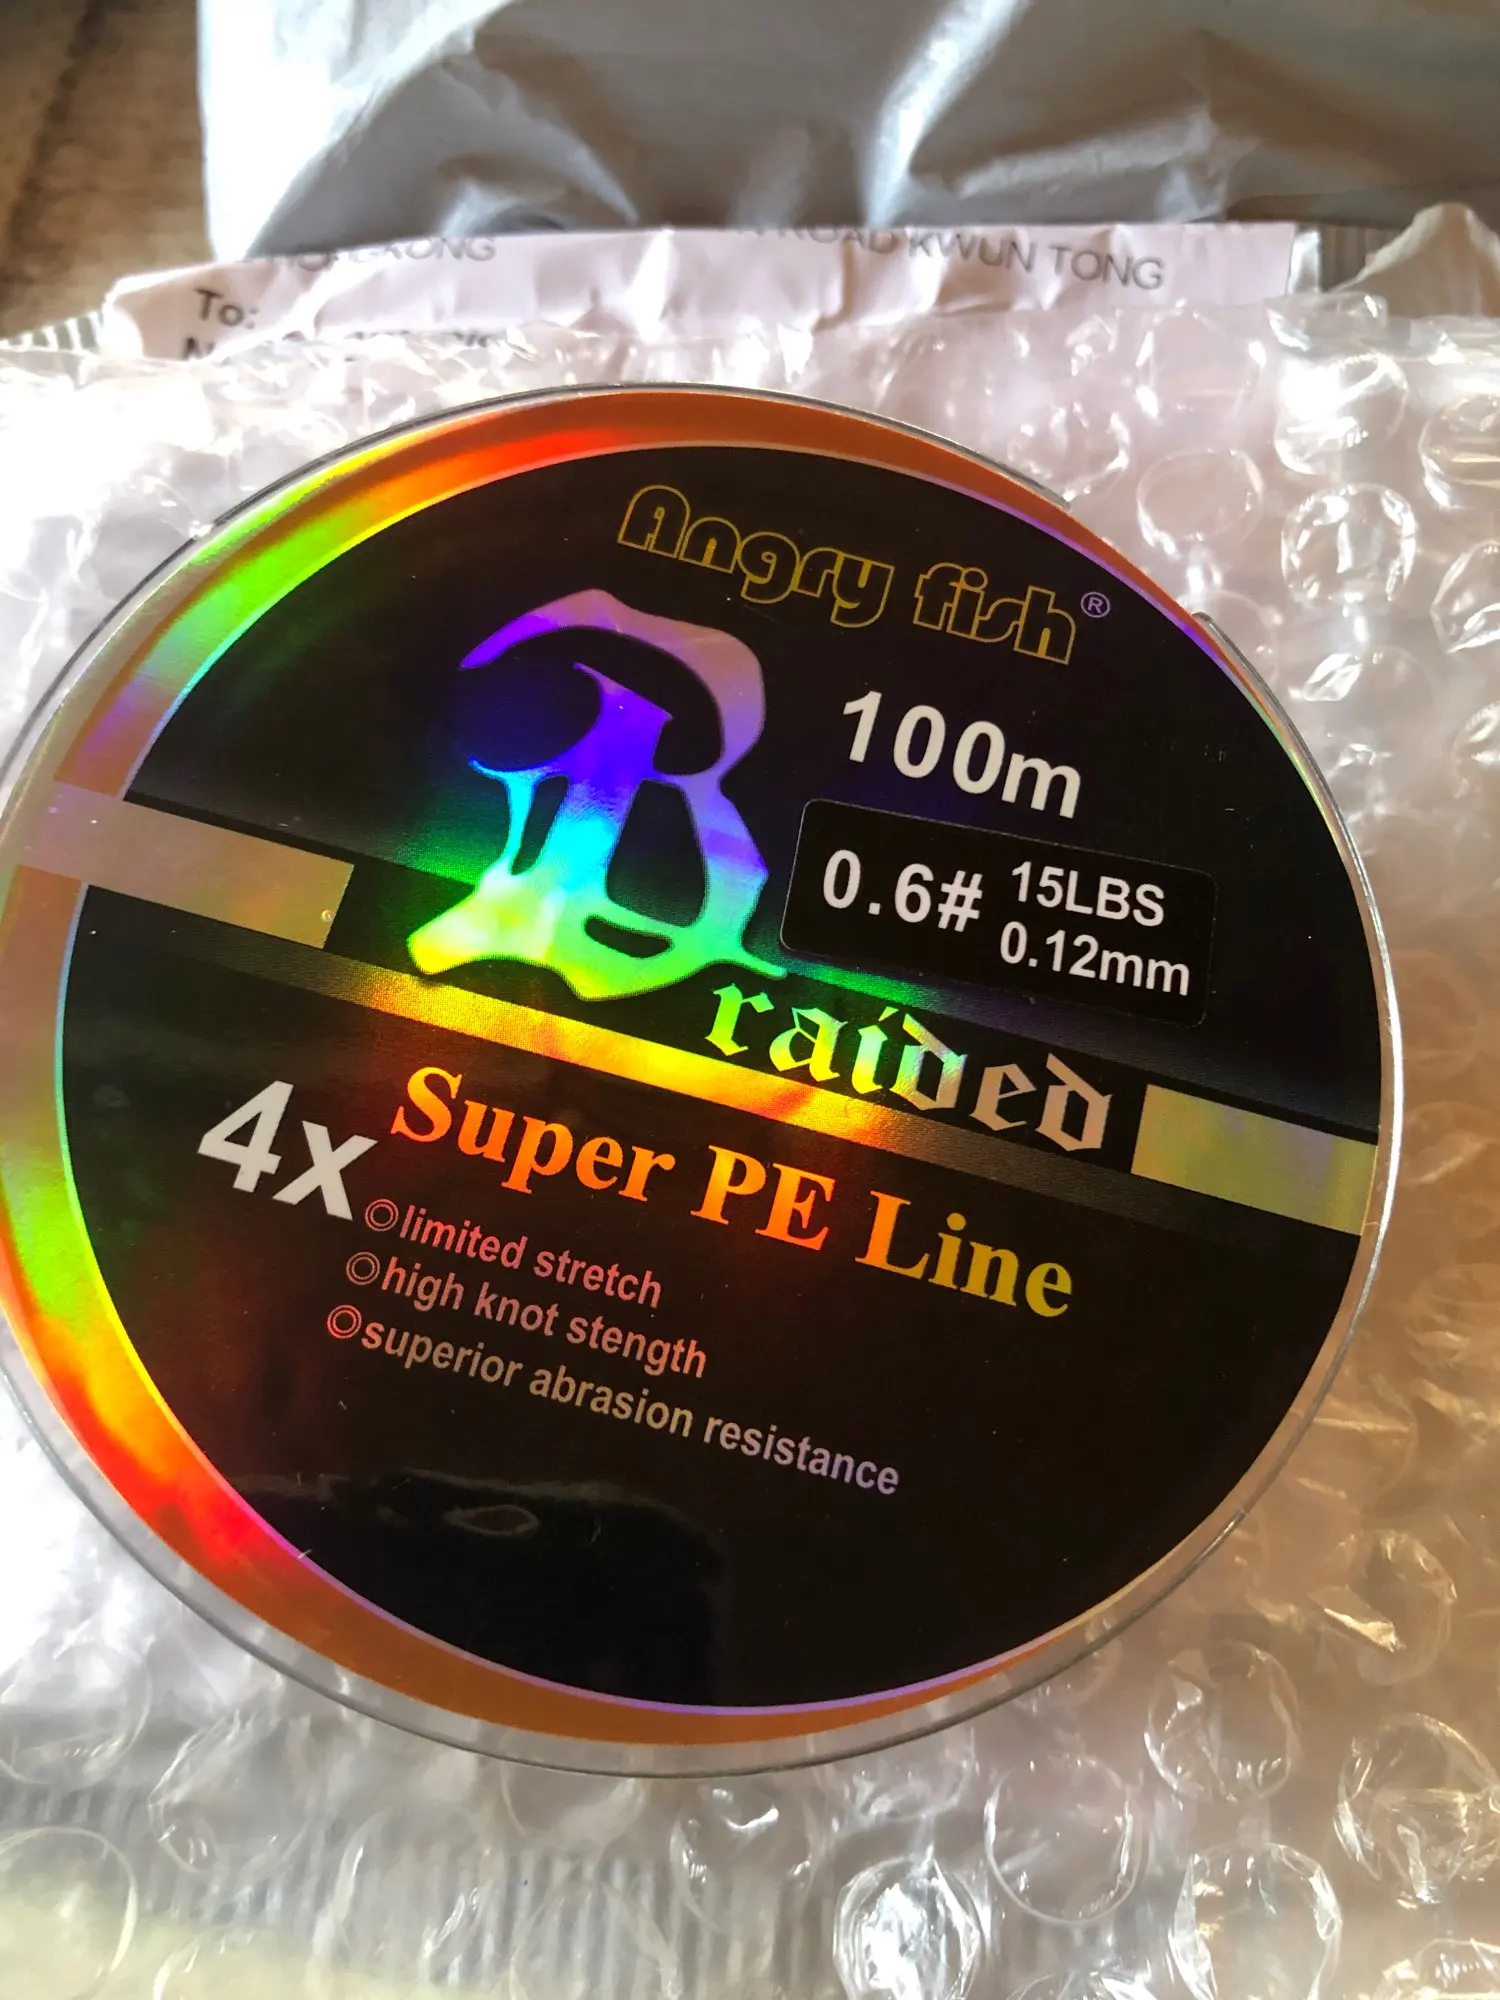 ROAD KWUN TONG
To:
Angry fish®
100m
0.6# 15LBS
0.12mm
Braided
4x Super PE Line
◎limited stretch
◎high knot stength
◎superior abrasion resistance